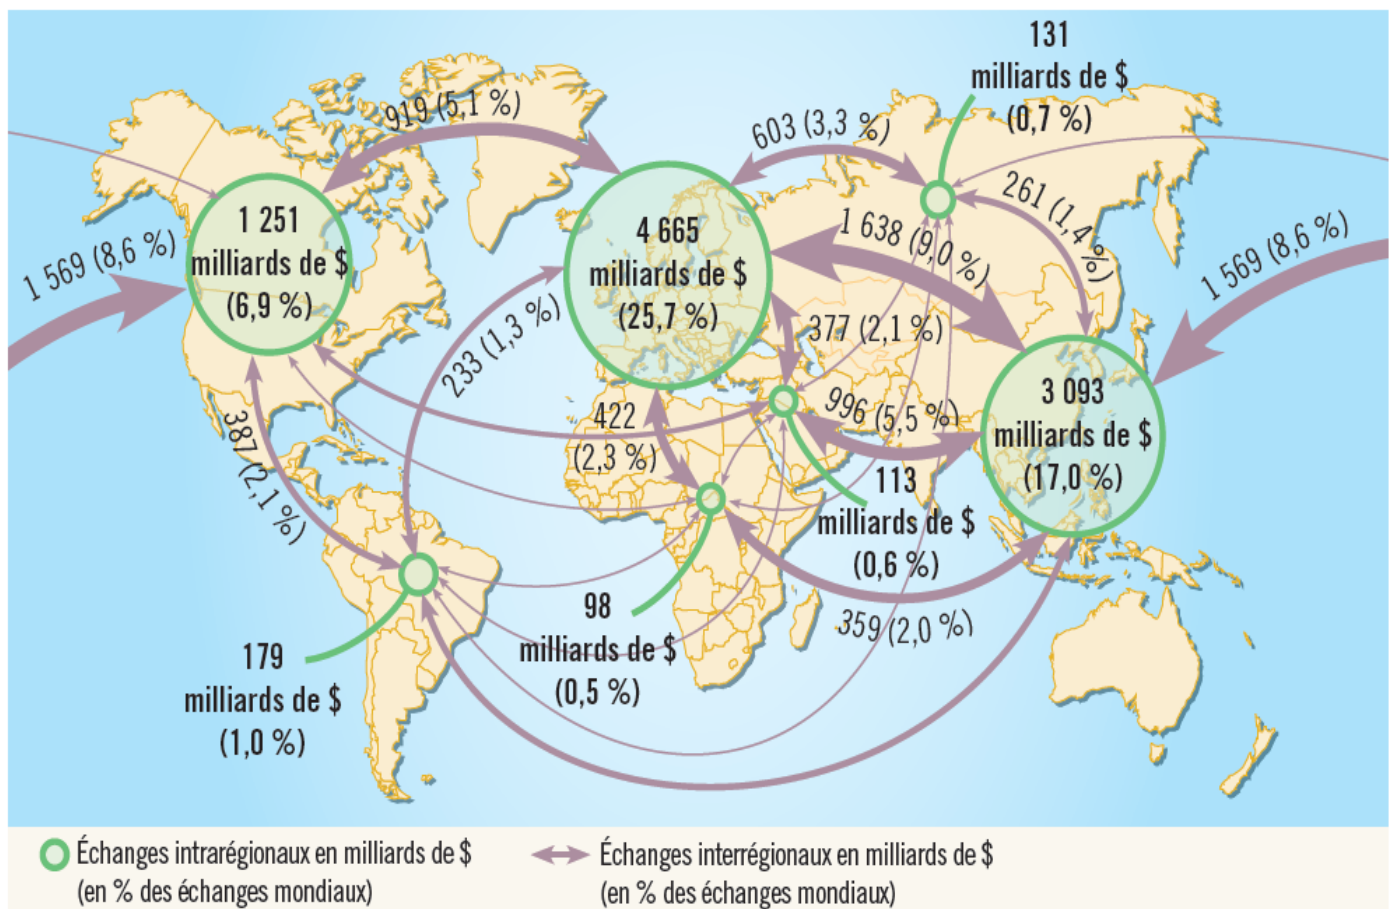 131
milliards de $
(0,7 %)
919 (5,1 %)
603 (3,3 %)
261 (1,4 %)
1 251
milliards de $
(6,9 %)
4 665
milliards de $
(25,7 %)
1 638 (9,0 %)
1 569 (8,6 %)
1 569 (8,6 %)
233 (1,3 %)
377 (2,1 %)
387 (2,1 %)
422
(2,3 %)
996 (5,5 %)
3 093
milliards de $
(17,0 %)
113
milliards de $
(0,6 %)
98
milliards de $
(0,5 %)
359 (2,0 %)
179
milliards de $
(1,0 %)
Échanges intrarégionaux en milliards de $
(en % des échanges mondiaux)
Échanges interrégionaux en milliards de $
(en % des échanges mondiaux)